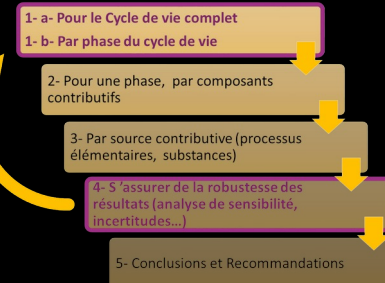 1- a- Pour le Cycle de vie complet
1- b- Par phase du cycle de vie
2- Pour une phase, par composants
contributifs
3- Par source contributive (processus
élémentaires, substances)
4- S 'assurer de la robustesse des
résultats (analyse de sensibilité,
incertitudes...)
5- Conclusions et Recommandations